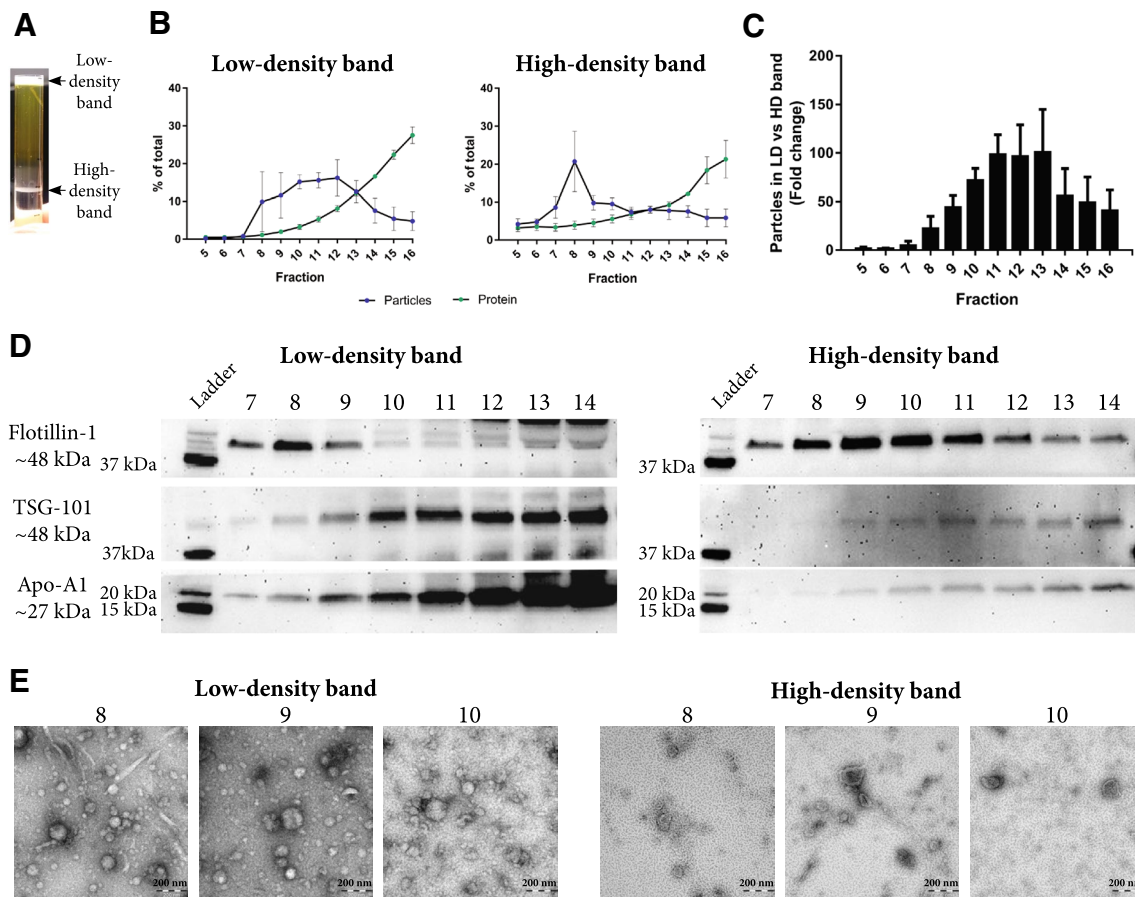 A
Low-
density
band
High-
density
band
B
Low-density band
% of total
40
30
20
10
0
5 6 7 8 9 10 11 12 13 14 15 16
Fraction
High-density band
% of total
40
30
20
10
0
5 6 7 8 9 10 11 12 13 14 15 16
Fraction
Particles Protein
C
Partcles in LD vs HD band
(Fold change)
200
150
100
50
0
5 6 7 8 9 10 11 12 13 14 15 16
Fraction
D
Low-density band
Ladder 7 8 9 10 11 12 13 14
High-density band
Ladder 7 8 9 10 11 12 13 14
Flotillin-1
~48 kDa
37 kDa
37 kDa
TSG-101
~48 kDa
37kDa
37 kDa
Apo-A1
~27 kDa
20 kDa
15 kDa
20 kDa
15 kDa
E
Low-density band
8 9 10
High-density band
8 9 10
200 nm 200 nm 200 nm 200 nm 200 nm 200 nm